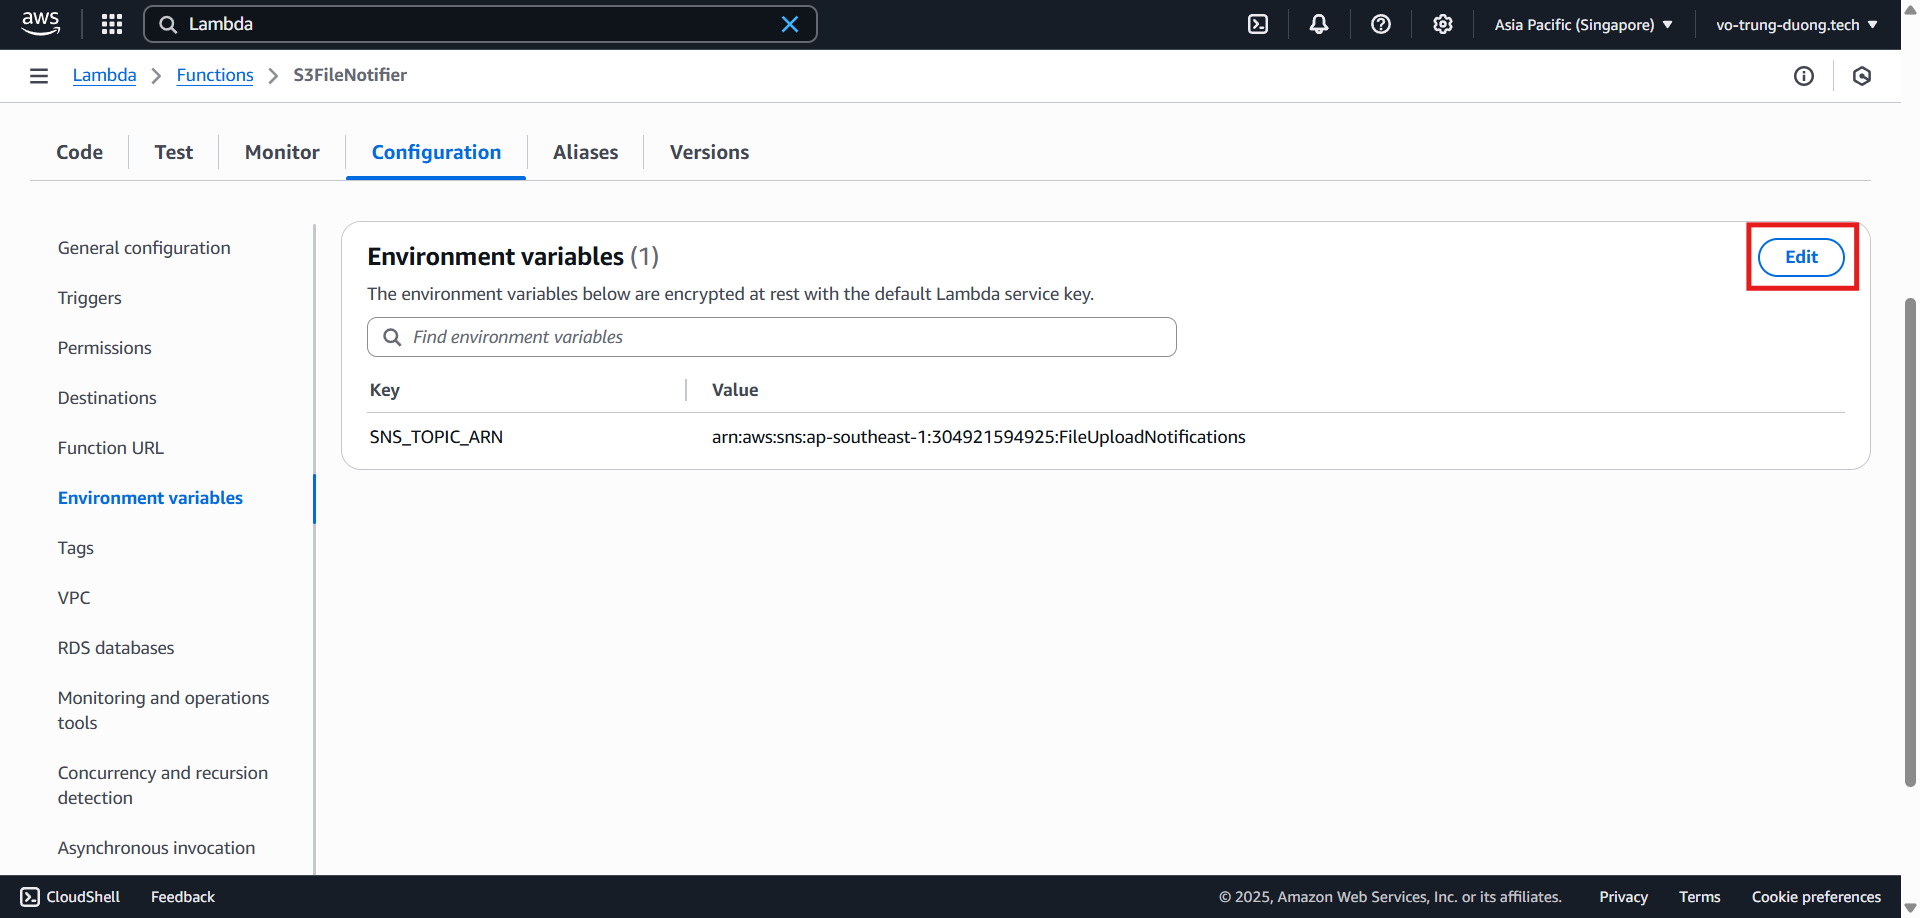 aws
Lambda
Asia Pacific (Singapore)
vo-trung-duong.tech
Lambda
Functions
S3FileNotifier
Code
Test
Monitor
Configuration
Aliases
Versions
General configuration
Triggers
Permissions
Destinations
Function URL
Environment variables
Tags
VPC
RDS databases
Monitoring and operations
tools
Concurrency and recursion
detection
Asynchronous invocation
Environment variables (1)
Edit
The environment variables below are encrypted at rest with the default Lambda service key.
Find environment variables
Key
Value
SNS_TOPIC_ARN
arn:aws:sns:ap-southeast-1:304921594925:FileUploadNotifications
CloudShell
Feedback
© 2025, Amazon Web Services, Inc. or its affiliates.
Privacy
Terms
Cookie preferences